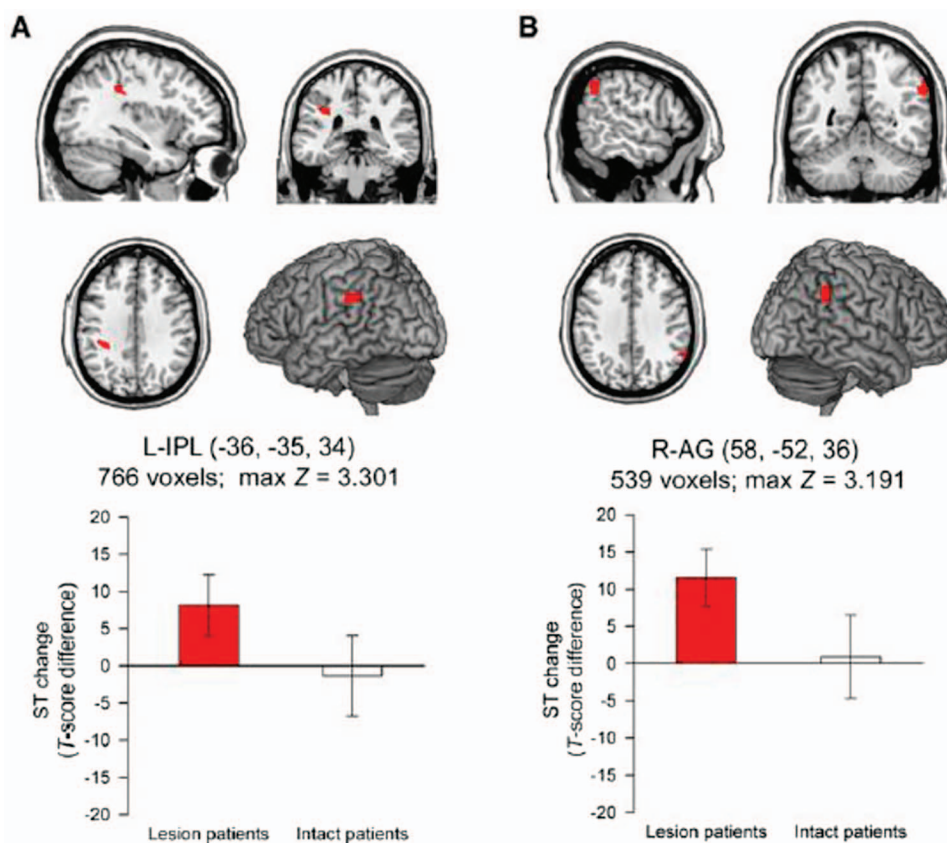 A
B
L-IPL (-36, -35, 34)
766 voxels; max Z = 3.301
R-AG (58, -52, 36)
539 voxels; max Z = 3.191
ST change
(T-score difference)
20
15
10
5
0
-5
-10
-15
-20
Lesion patients
Intact patients
ST change
(T-score difference)
20
15
10
5
0
-5
-10
-15
-20
Lesion patients
Intact patients